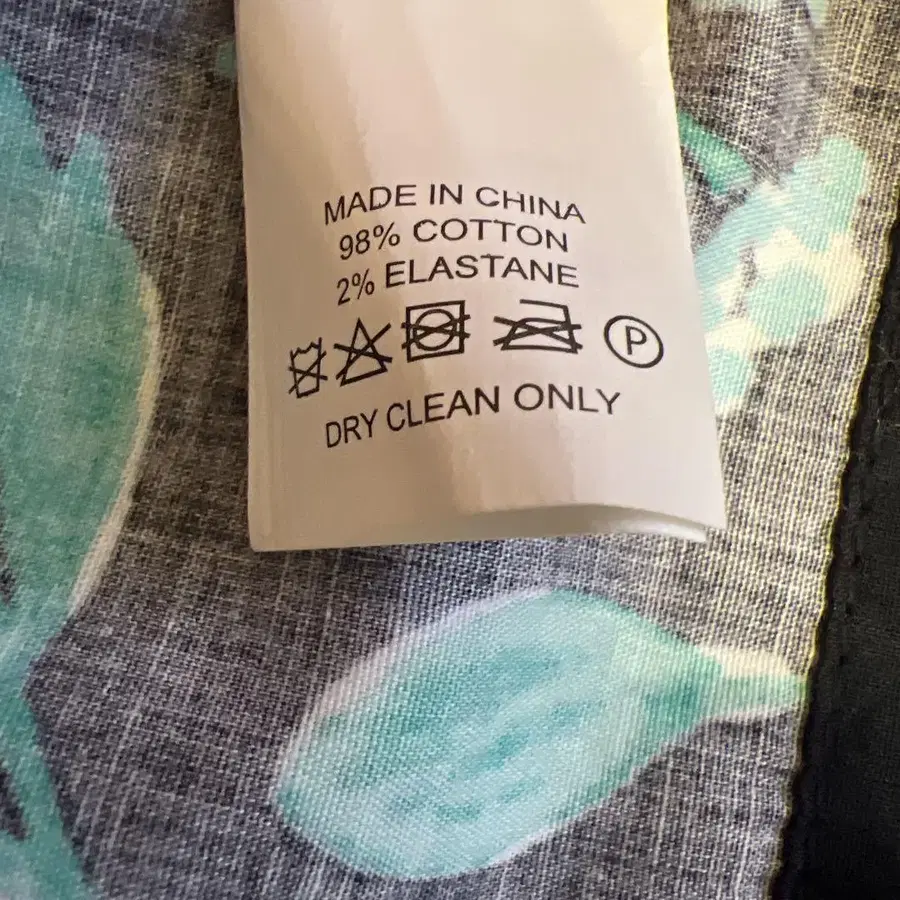 MADE IN CHINA
98% COTTON
2% ELASTANE
P
DRY CLEAN ONLY